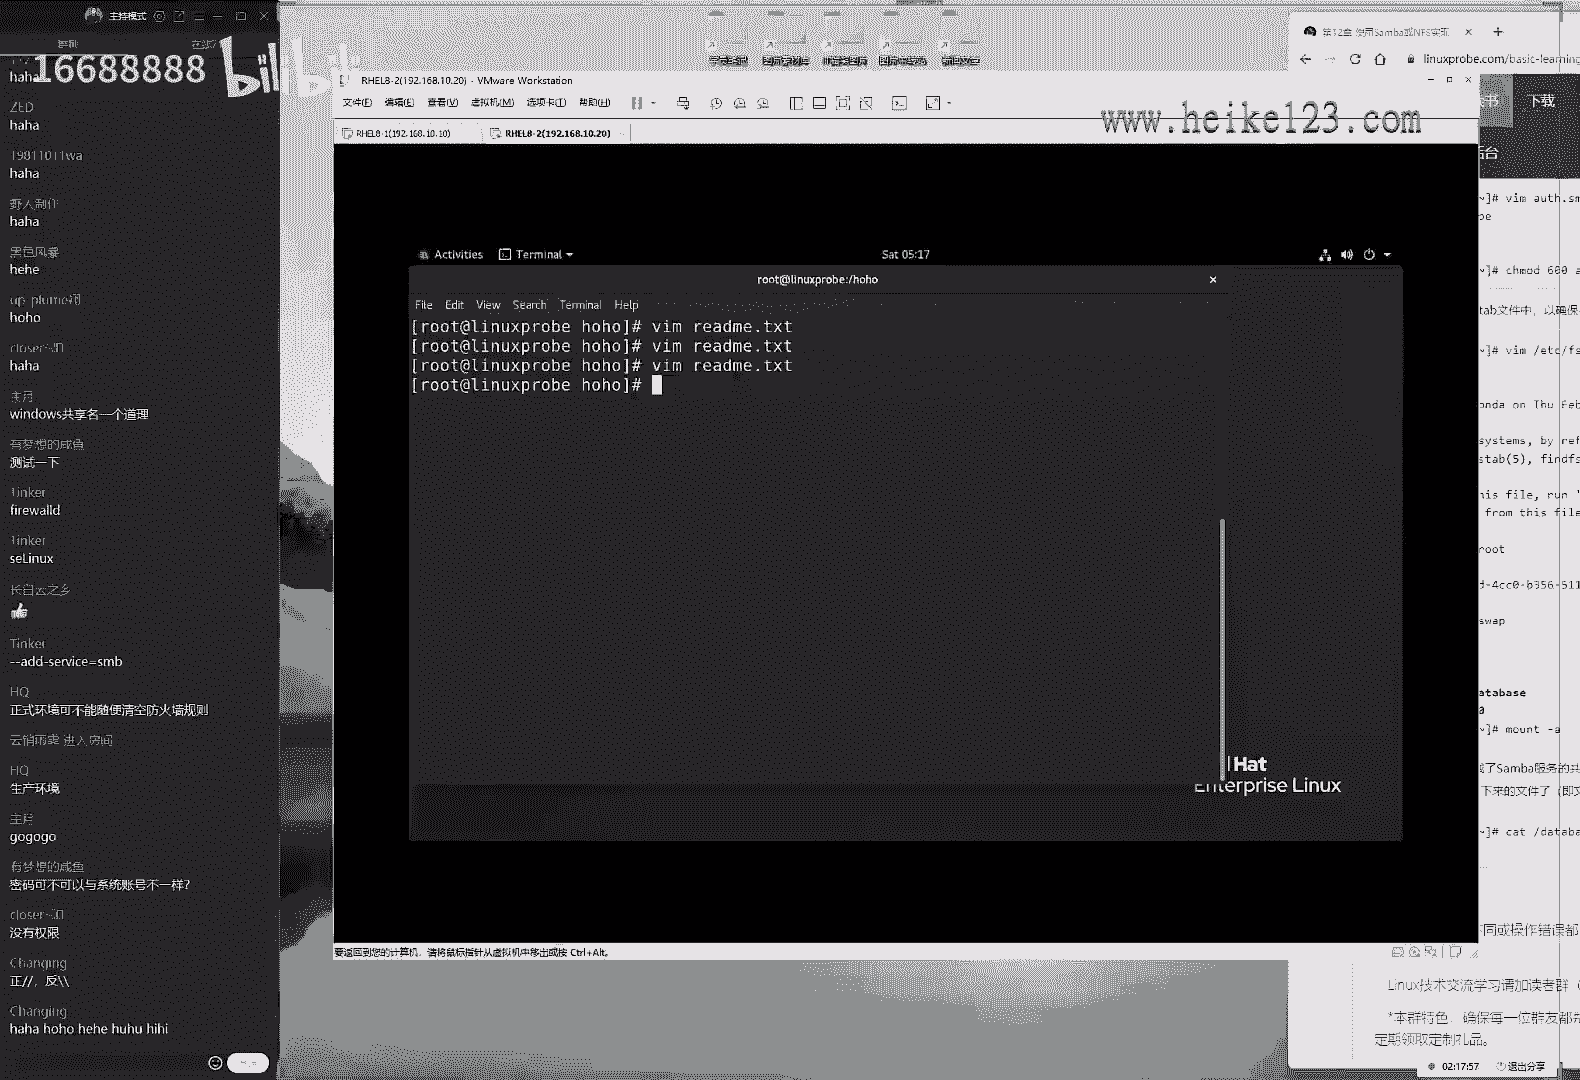 主持模式
16688888
bilibili
haha
ZED
haha
19811011wa
haha
野人制作
haha
黑色风暴
hehe
hoho
haha
windows共享名一个道理
有梦想的咸鱼
测试一下
Tinker
firewalld
Tinker
seLinux
长白云之乡
Tinker
--add-service=smb
HQ
正式环境可不能随便清空防火墙规则
HQ
生产环境
gogogo
有梦想的咸鱼
密码可不可以与系统账号不一样?
没有权限
Changing
正//，反\\
Changing
haha hoho hehe huhu hihi
RHEL8-2(192.168.10.20) - VMware Workstation
文件(F) 编辑(E) 查看(V) 虚拟机(M) 选项卡(T) 帮助(H)
RHEL8-1(192.168.10.10)
RHEL8-2(192.168.10.20)
www.heike123.com
Activities
Terminal
Sat 05:17
root@linuxprobe:/hoho
File Edit View Search Terminal Help
[root@linuxprobe hoho]# vim readme.txt
[root@linuxprobe hoho]# vim readme.txt
[root@linuxprobe hoho]# vim readme.txt
[root@linuxprobe hoho]#
Hat
Enterprise Linux
要返回到您的计算机，请将鼠标指针从虚拟机中移出或按 Ctrl+Alt。
第12章 使用Samba或NFS实现
linuxprobe.com/basic-learning
下载
~]# vim auth.sm
~]# chmod 600 a
tab文件中，以确保
~]# vim /etc/fs
onda on Thu Feb
systems, by ref
stab(5), findfs
his file, run '
from this file
root
d-4cc0-b356-511
swap
atabase
~]# mount -a
了Samba服务的共
下来的文件了（即文
~]# cat /databa
不同或操作错误都
Linux技术交流学习请加读者群（
*本群特色，确保每一位群友都
定期领取定制礼品。
02:17:57
退出分享